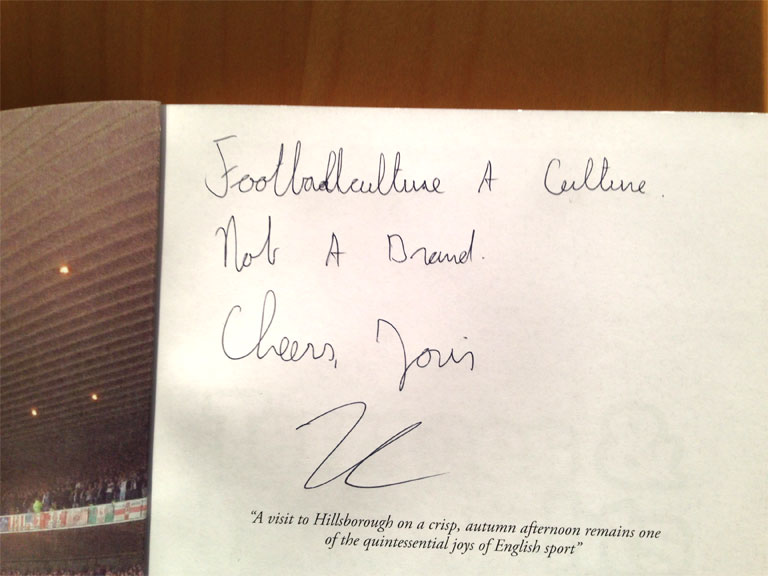 Footballculture A Culture.
Not A Brand.
Cheers, Joris
"A visit to Hillsborough on a crisp, autumn afternoon remains one
of the quintessential joys of English sport"